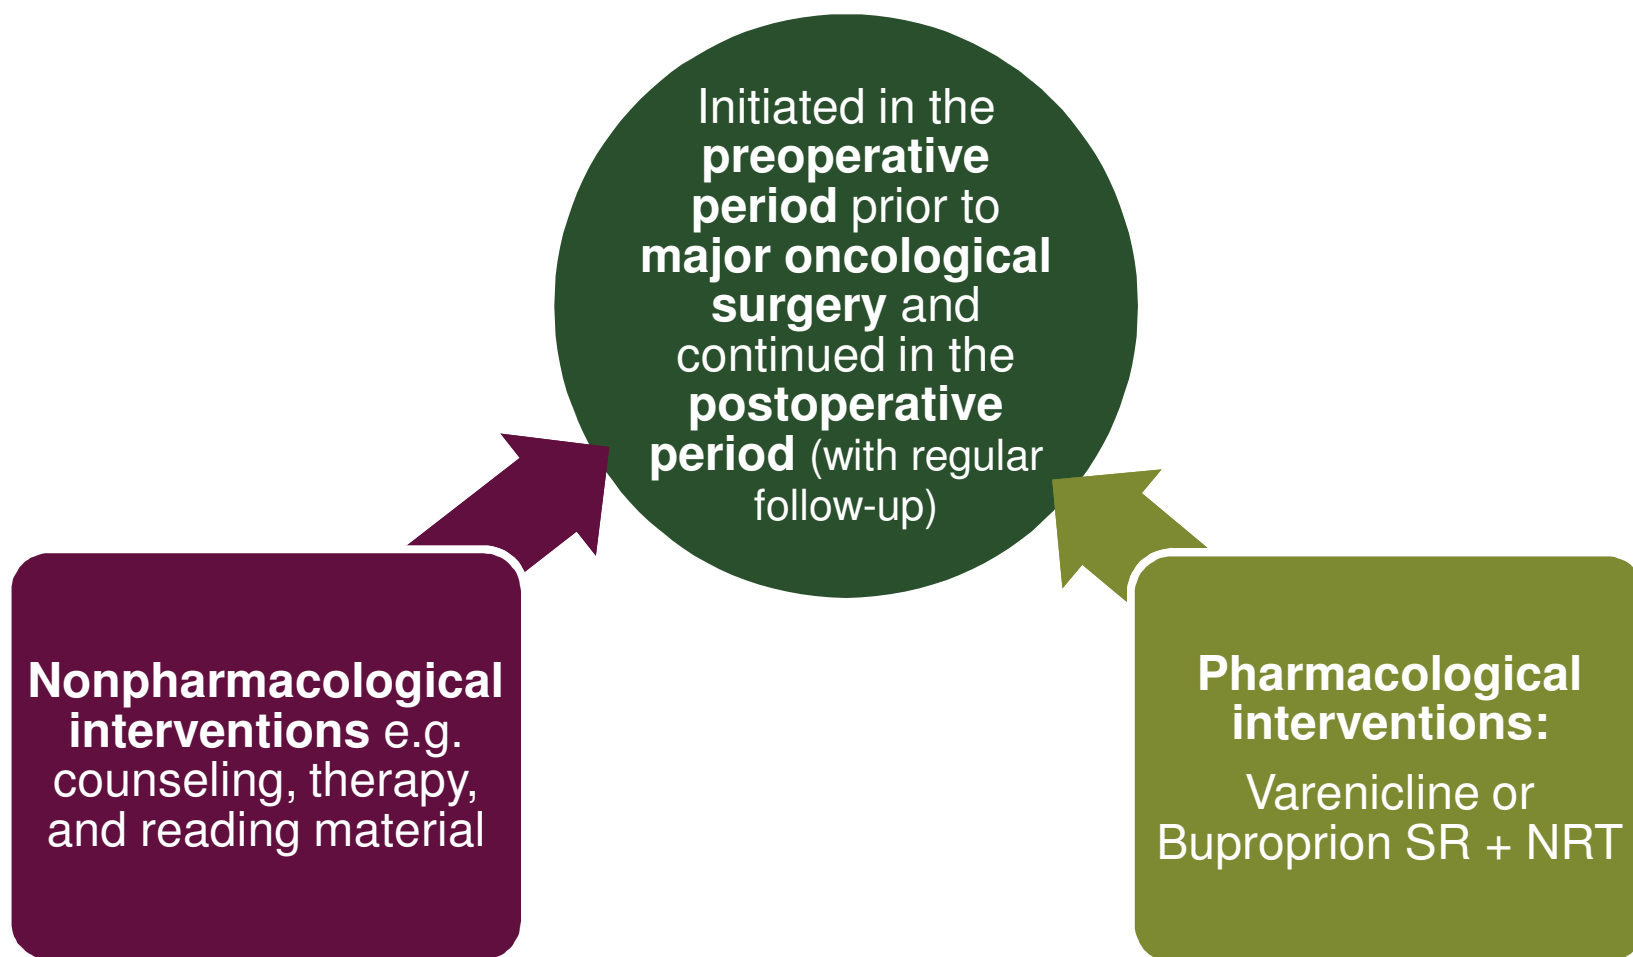 Initiated in the
preoperative
period prior to
major oncological
surgery and
continued in the
postoperative
period (with regular
follow-up)
Nonpharmacological
interventions e.g.
counseling, therapy,
and reading material
Pharmacological
interventions:
Varenicline or
Buproprion SR + NRT